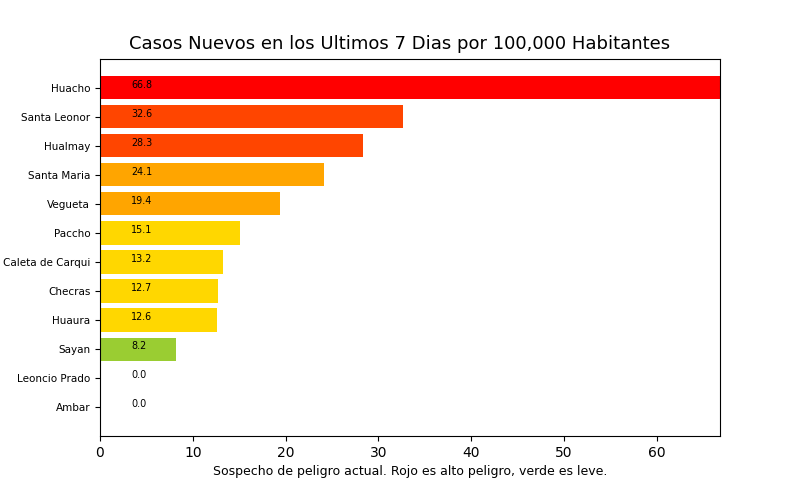 Casos Nuevos en los Ultimos 7 Dias por 100,000 Habitantes
Huacho 66.8
Santa Leonor 32.6
Hualmay 28.3
Santa Maria 24.1
Vegueta 19.4
Paccho 15.1
Caleta de Carqui 13.2
Checras 12.7
Huaura 12.6
Sayan 8.2
Leoncio Prado 0.0
Ambar 0.0
0 10 20 30 40 50 60
Sospecho de peligro actual. Rojo es alto peligro, verde es leve.